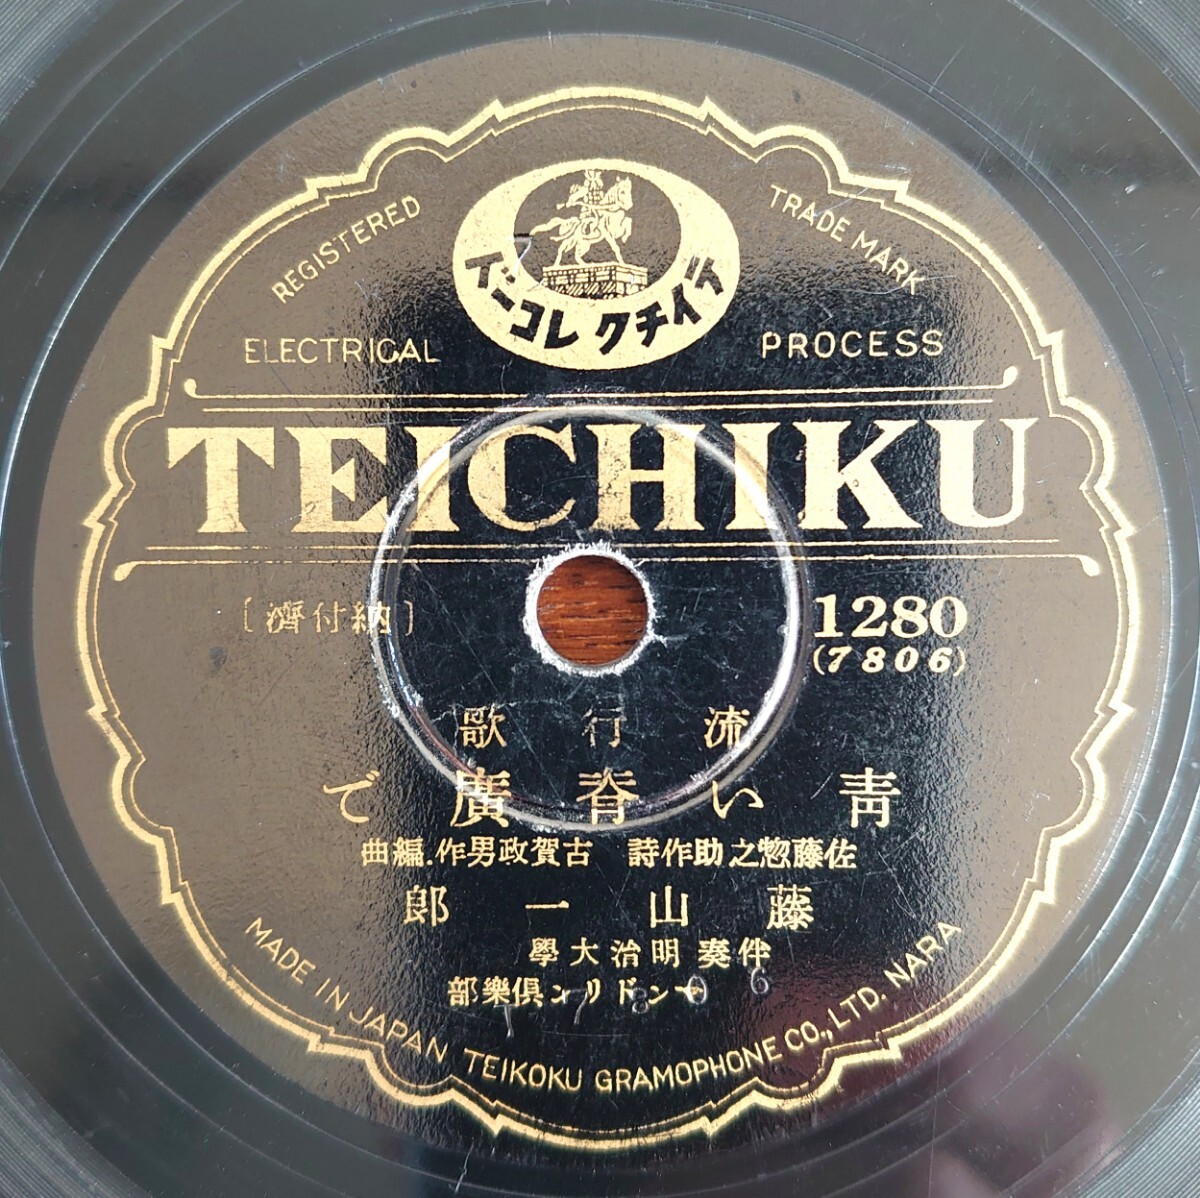 REGISTERED TRADE MARK
テイチクレコード
ELECTRICAL PROCESS
TEICHIKU
〔納付濟〕
1280
(7806)
流行歌
靑い脊廣で
佐藤惣之助作詩 古賀政男作.編曲
藤山一郎
伴奏 明治大學
マンドリン倶樂部
7806
MADE IN JAPAN TEIKOKU GRAMOPHONE CO., LTD. NARA